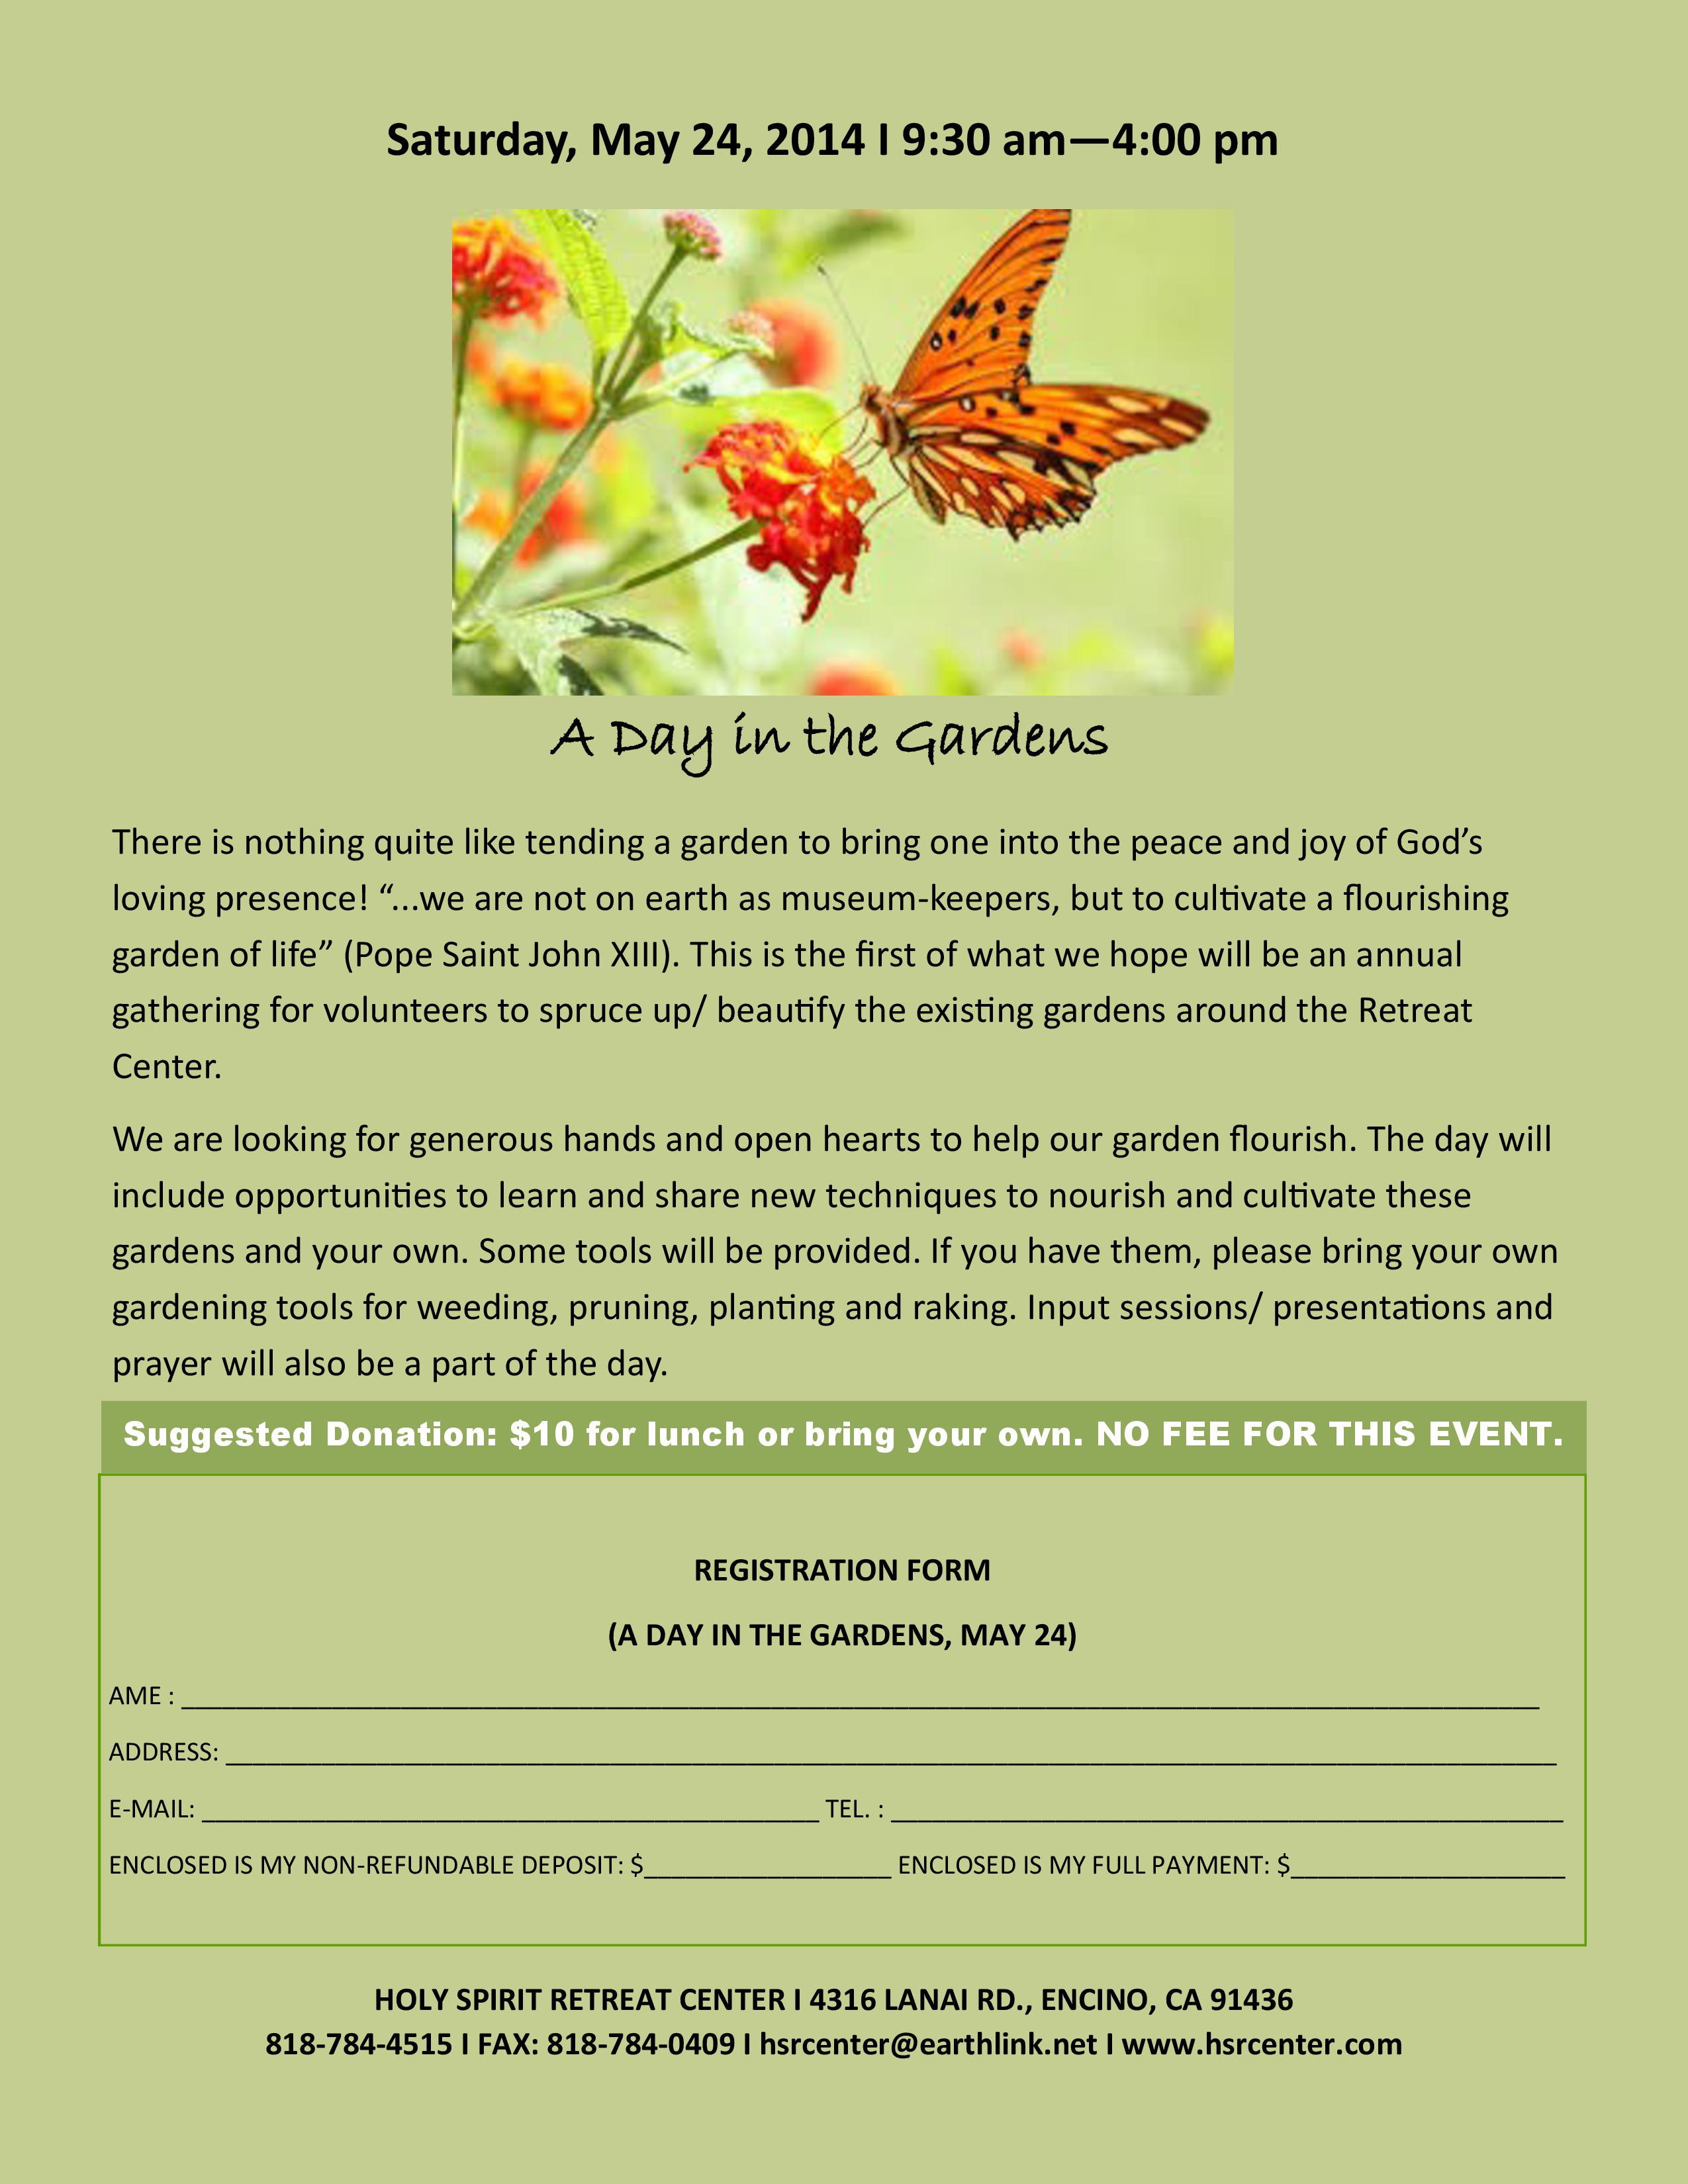 Saturday, May 24, 2014 I 9:30 am—4:00 pm
A Day in the Gardens
There is nothing quite like tending a garden to bring one into the peace and joy of God’s
loving presence! “...we are not on earth as museum-keepers, but to cultivate a flourishing
garden of life” (Pope Saint John XIII). This is the first of what we hope will be an annual
gathering for volunteers to spruce up/ beautify the existing gardens around the Retreat
Center.
We are looking for generous hands and open hearts to help our garden flourish. The day will
include opportunities to learn and share new techniques to nourish and cultivate these
gardens and your own. Some tools will be provided. If you have them, please bring your own
gardening tools for weeding, pruning, planting and raking. Input sessions/ presentations and
prayer will also be a part of the day.
Suggested Donation: $10 for lunch or bring your own. NO FEE FOR THIS EVENT.
REGISTRATION FORM
(A DAY IN THE GARDENS, MAY 24)
AME : ____________________
ADDRESS: ____________________
E-MAIL: ____________________ TEL. : ____________________
ENCLOSED IS MY NON-REFUNDABLE DEPOSIT: $__________________ ENCLOSED IS MY FULL PAYMENT: $____________________
HOLY SPIRIT RETREAT CENTER I 4316 LANAI RD., ENCINO, CA 91436
818-784-4515 I FAX: 818-784-0409 I hsrcenter@earthlink.net I www.hsrcenter.com